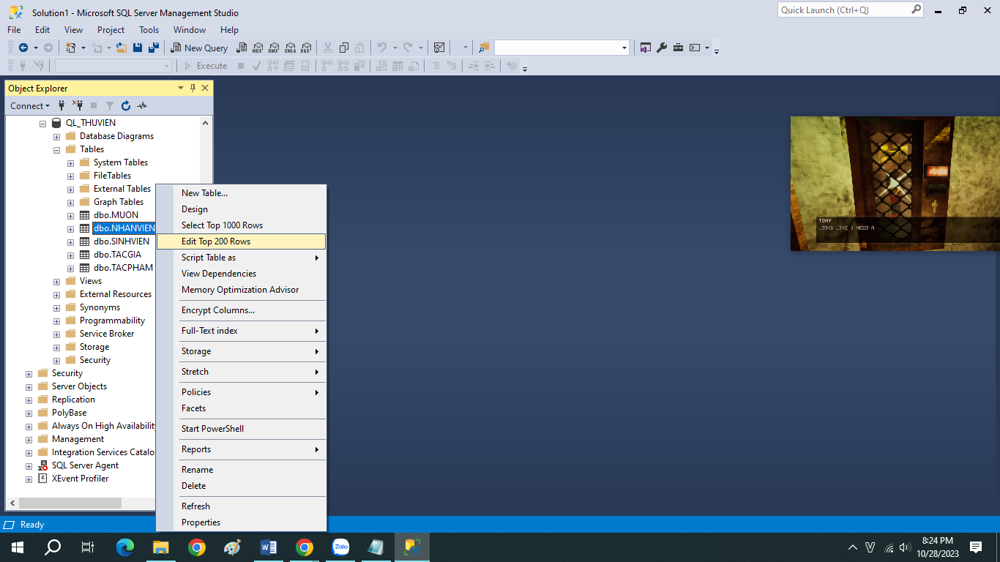 Solution1 - Microsoft SQL Server Management Studio
Quick Launch (Ctrl+Q)
File Edit View Project Tools Window Help
New Query MDX DMX XMLA DAX
Execute
Object Explorer
Connect
QL_THUVIEN
Database Diagrams
Tables
System Tables
FileTables
External Tables
Graph Tables
dbo.MUON
dbo.NHANVIEN
dbo.SINHVIEN
dbo.TACGIA
dbo.TACPHAM
Views
External Resources
Synonyms
Programmability
Service Broker
Storage
Security
Security
Server Objects
Replication
PolyBase
Always On High Availability
Management
Integration Services Catalo
SQL Server Agent
XEvent Profiler
New Table...
Design
Select Top 1000 Rows
Edit Top 200 Rows
Script Table as
View Dependencies
Memory Optimization Advisor
Encrypt Columns...
Full-Text index
Storage
Stretch
Policies
Facets
Start PowerShell
Reports
Rename
Delete
Refresh
Properties
TONY
LOOKS LIKE I NEED A
Ready
Zalo
V
8:24 PM
10/28/2023